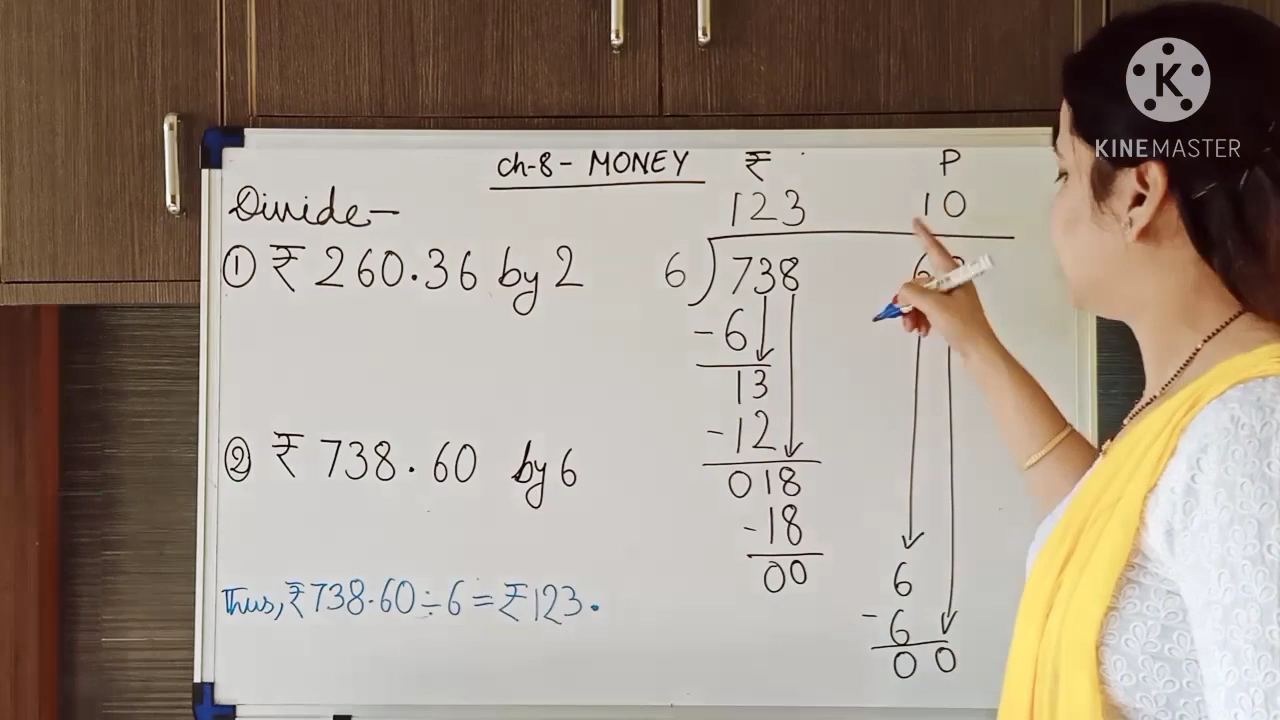 Ch-8 - MONEY
Divide-
① ₹ 260.36 by 2
② ₹ 738.60 by 6
Thus, ₹738.60 ÷ 6 = ₹123.
₹ P
123 10
6)738 60
-6
13
-12
018
-18
00
6
-6
00
K
KINEMASTER